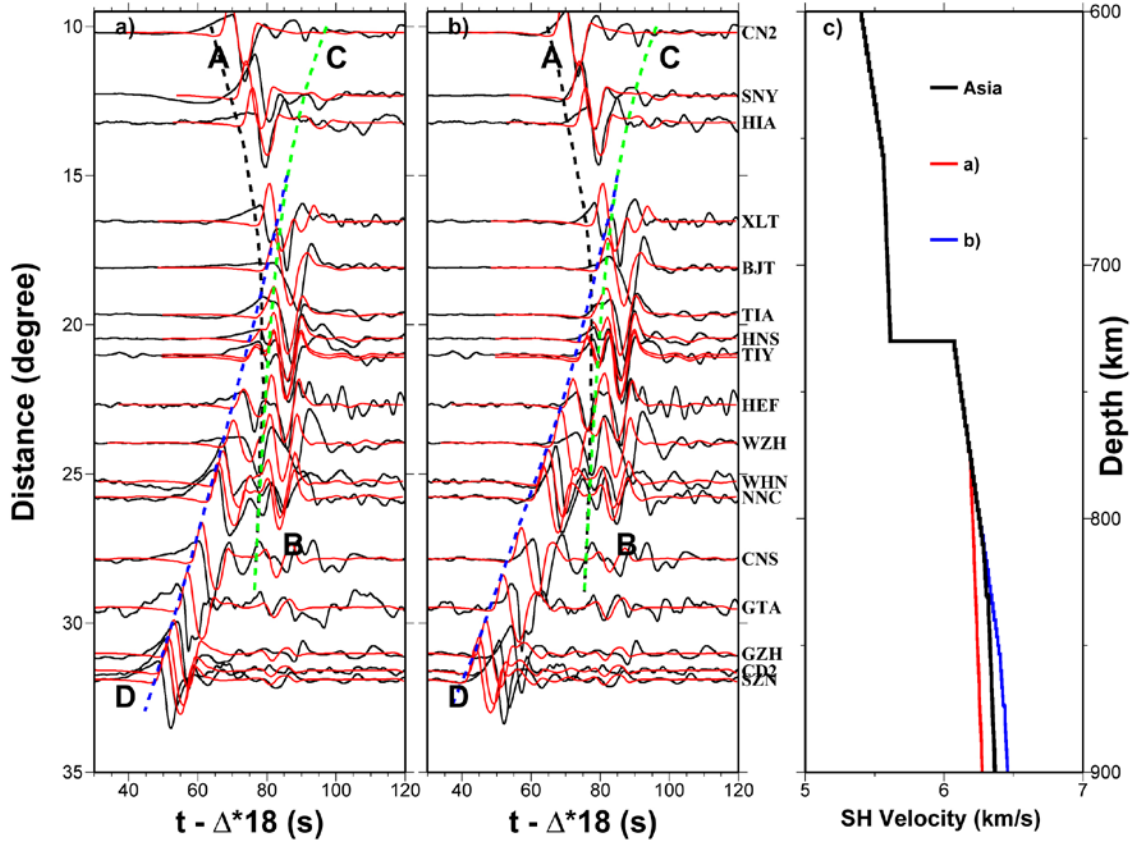 a)
b)
c)
A
C
A
C
B
B
D
D
CN2
SNY
HIA
XLT
BJT
TIA
HNS
TIY
HEF
WZH
WHN
NNC
CNS
GTA
GZH
CD2
SZN
Asia
a)
b)
10
15
20
25
30
35
Distance (degree)
40 60 80 100 120
t - Δ*18 (s)
40 60 80 100 120
t - Δ*18 (s)
5 6 7
SH Velocity (km/s)
600
700
800
900
Depth (km)